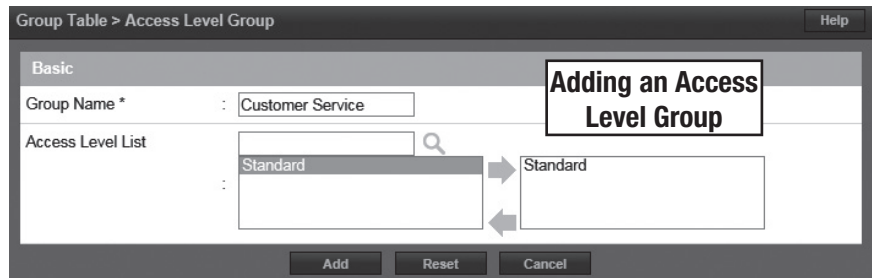 Group Table > Access Level Group
Help
Basic
Adding an Access
Level Group
Group Name * : Customer Service
Access Level List
:
Standard
Standard
Add
Reset
Cancel